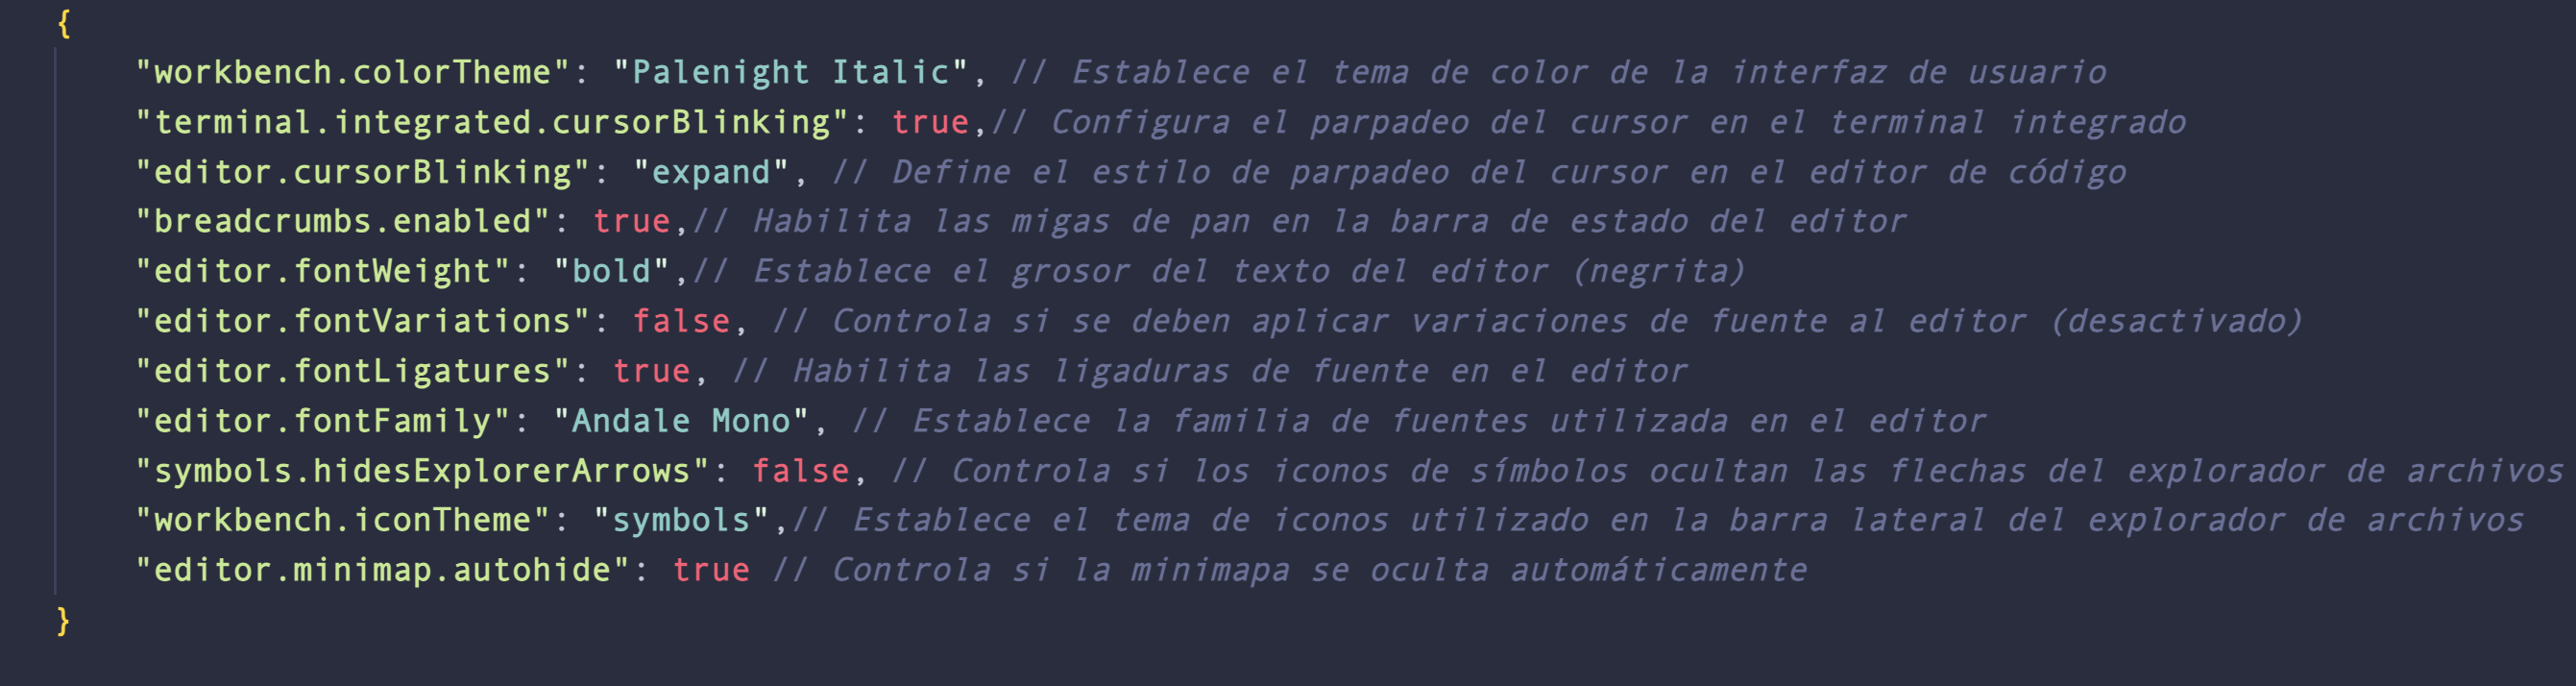 {
"workbench.colorTheme": "Palenight Italic", // Establece el tema de color de la interfaz de usuario
"terminal.integrated.cursorBlinking": true,// Configura el parpadeo del cursor en el terminal integrado
"editor.cursorBlinking": "expand", // Define el estilo de parpadeo del cursor en el editor de código
"breadcrumbs.enabled": true,// Habilita las migas de pan en la barra de estado del editor
"editor.fontWeight": "bold",// Establece el grosor del texto del editor (negrita)
"editor.fontVariations": false, // Controla si se deben aplicar variaciones de fuente al editor (desactivado)
"editor.fontLigatures": true, // Habilita las ligaduras de fuente en el editor
"editor.fontFamily": "Andale Mono", // Establece la familia de fuentes utilizada en el editor
"symbols.hidesExplorerArrows": false, // Controla si los iconos de símbolos ocultan las flechas del explorador de archivos
"workbench.iconTheme": "symbols",// Establece el tema de iconos utilizado en la barra lateral del explorador de archivos
"editor.minimap.autohide": true // Controla si la minimapa se oculta automáticamente
}